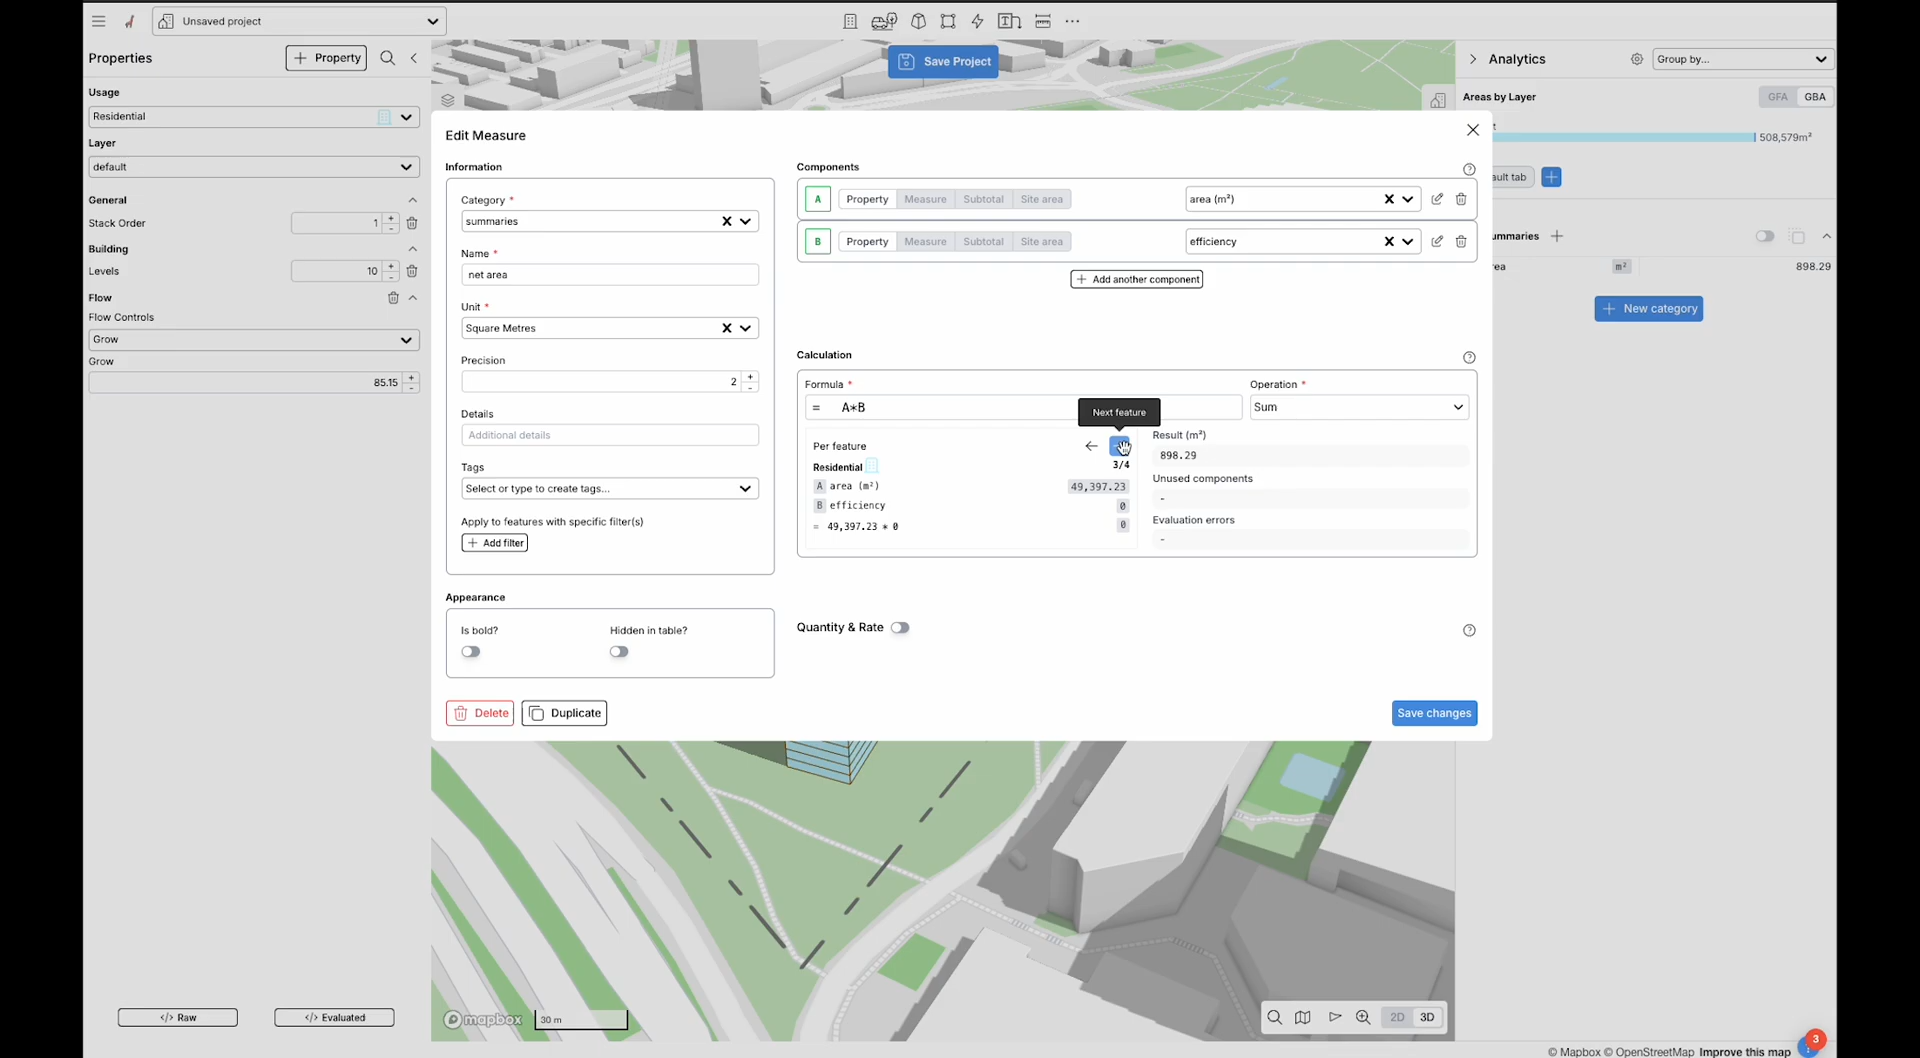 Unsaved project
Save Project
Properties
Property
Usage
Residential
Layer
default
General
Stack Order
1
Building
Levels
10
Flow
Flow Controls
Grow
Grow
85.15
</> Raw
</> Evaluated
Edit Measure
Information
Category *
summaries
Name *
net area
Unit *
Square Metres
Precision
2
Details
Additional details
Tags
Select or type to create tags...
Apply to features with specific filter(s)
Add filter
Appearance
Is bold?
Hidden in table?
Delete
Duplicate
Components
A Property Measure Subtotal Site area area (m²)
B Property Measure Subtotal Site area efficiency
Add another component
Calculation
Formula *
= A*B
Operation *
Sum
Next feature
Per feature
Residential
3/4
A area (m²) 49,397.23
B efficiency 0
= 49,397.23 * 0 0
Result (m²)
898.29
Unused components
-
Evaluation errors
-
Quantity & Rate
Save changes
Analytics
Group by...
Areas by Layer
GFA GBA
t
508,579m²
ault tab
ummaries
ea m² 898.29
New category
mapbox
30 m
2D 3D
3
© Mapbox © OpenStreetMap Improve this map